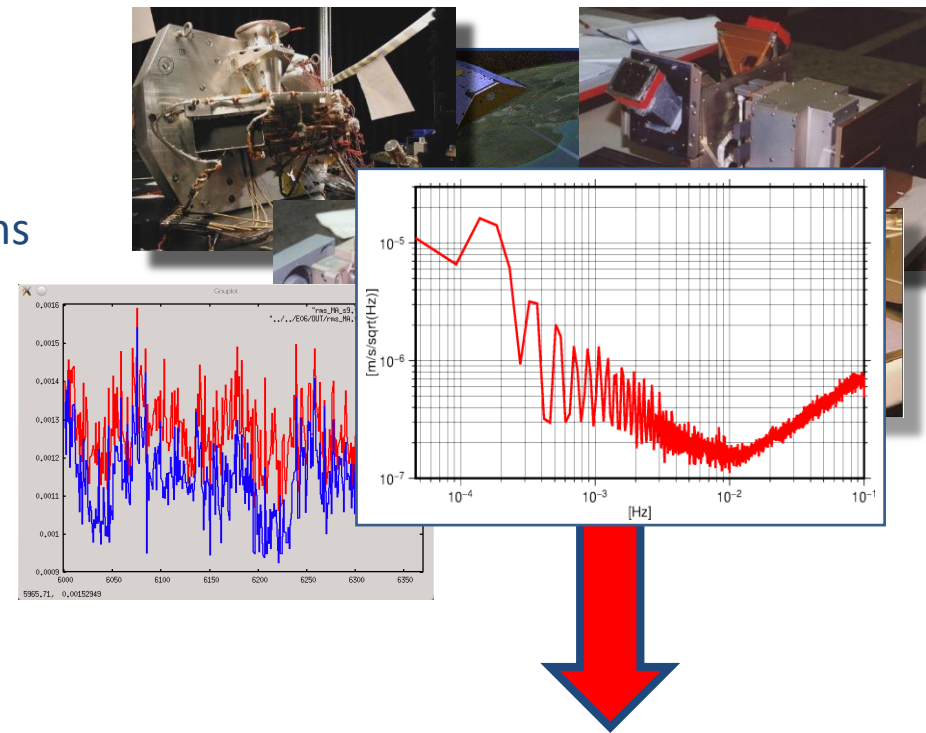 ns
Gnuplot
"rms_MA_s9.
"../../E06/OUT/rms_MA.
0.0016
0.0015
0.0014
0.0013
0.0012
0.0011
0.001
0.0009
6000 6050 6100 6150 6200 6250 6300 6350
5965.71, 0.00152949
[m/s/sqrt(Hz)]
10⁻⁵
10⁻⁶
10⁻⁷
10⁻⁴ 10⁻³ 10⁻² 10⁻¹
[Hz]